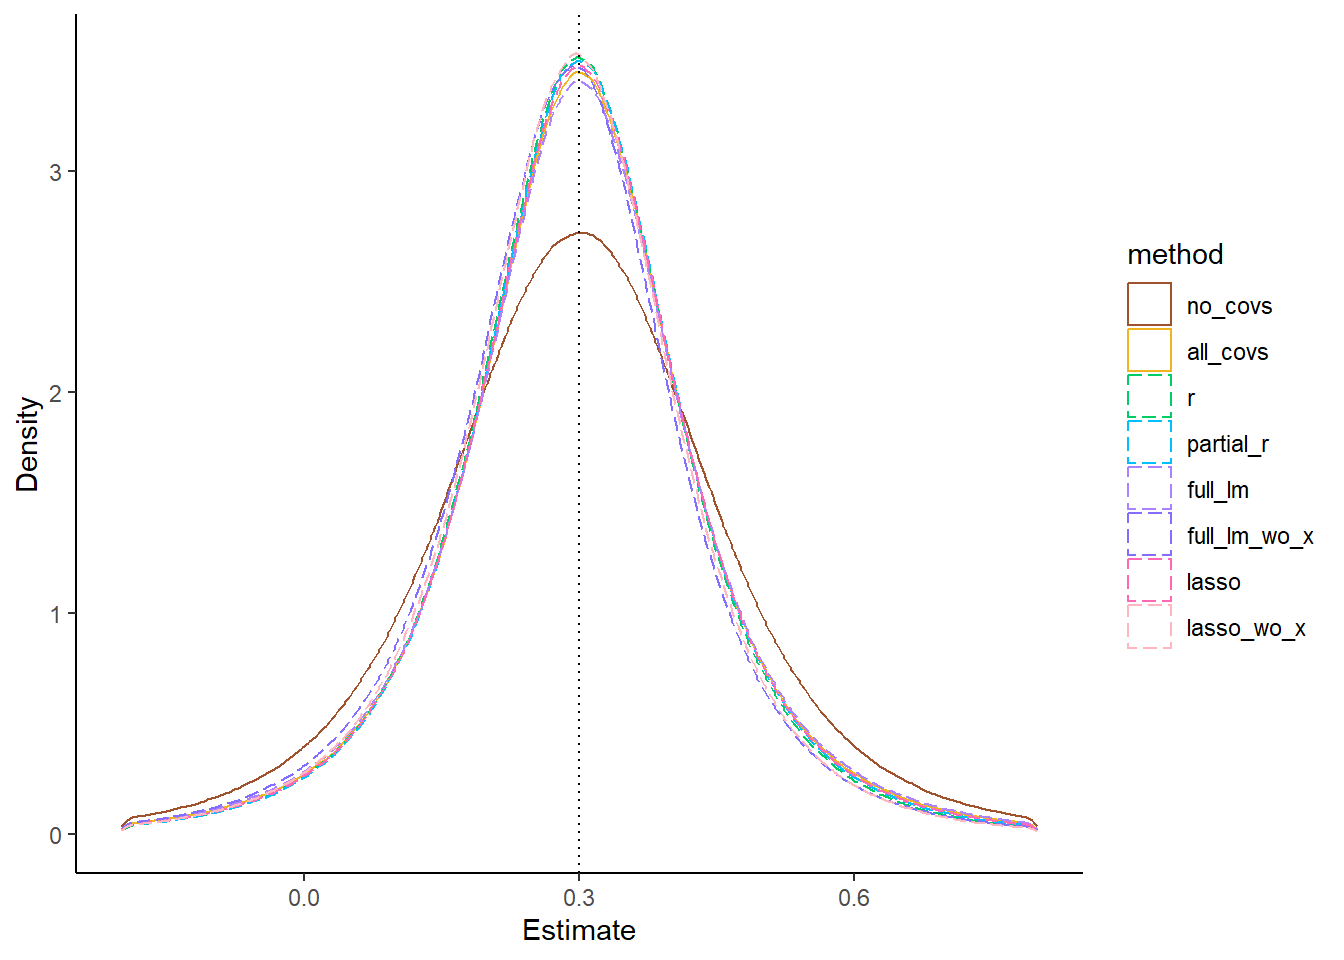 Density
3
2
1
0
0.0
0.3
0.6
Estimate
method
no_covs
all_covs
r
partial_r
full_lm
full_lm_wo_x
lasso
lasso_wo_x